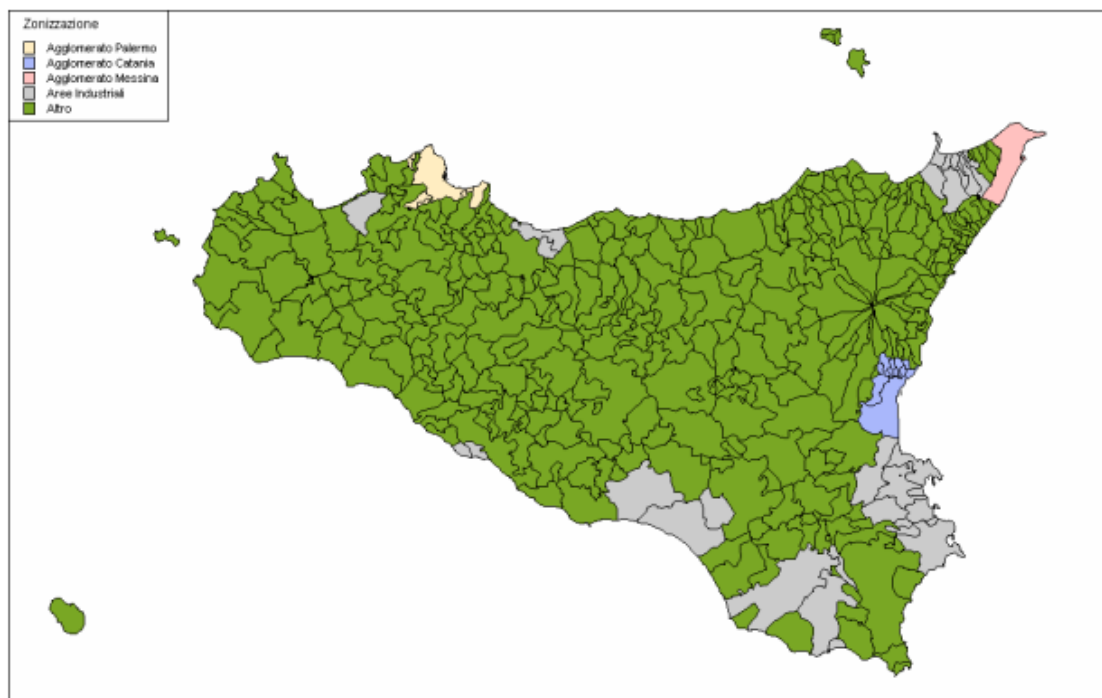 Zonizzazione
Agglomerato Palermo
Agglomerato Catania
Agglomerato Messina
Aree Industriali
Altro